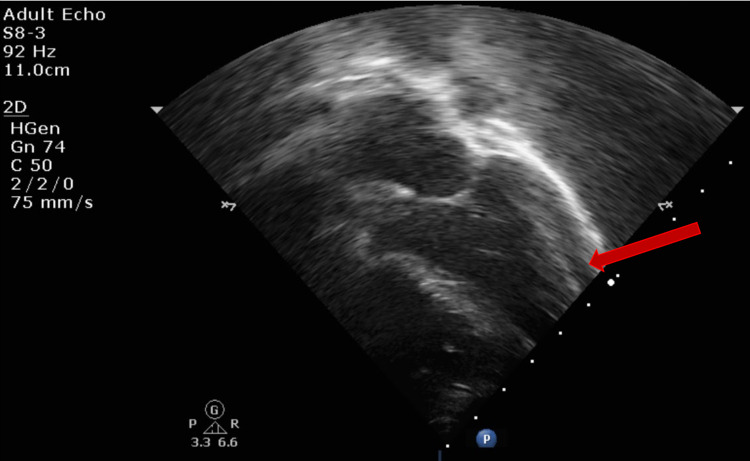 Adult Echo
S8-3
92 Hz
11.0cm
2D
HGen
Gn 74
C 50
2/2/0
75 mm/s
G
P R
3.3 6.6
P